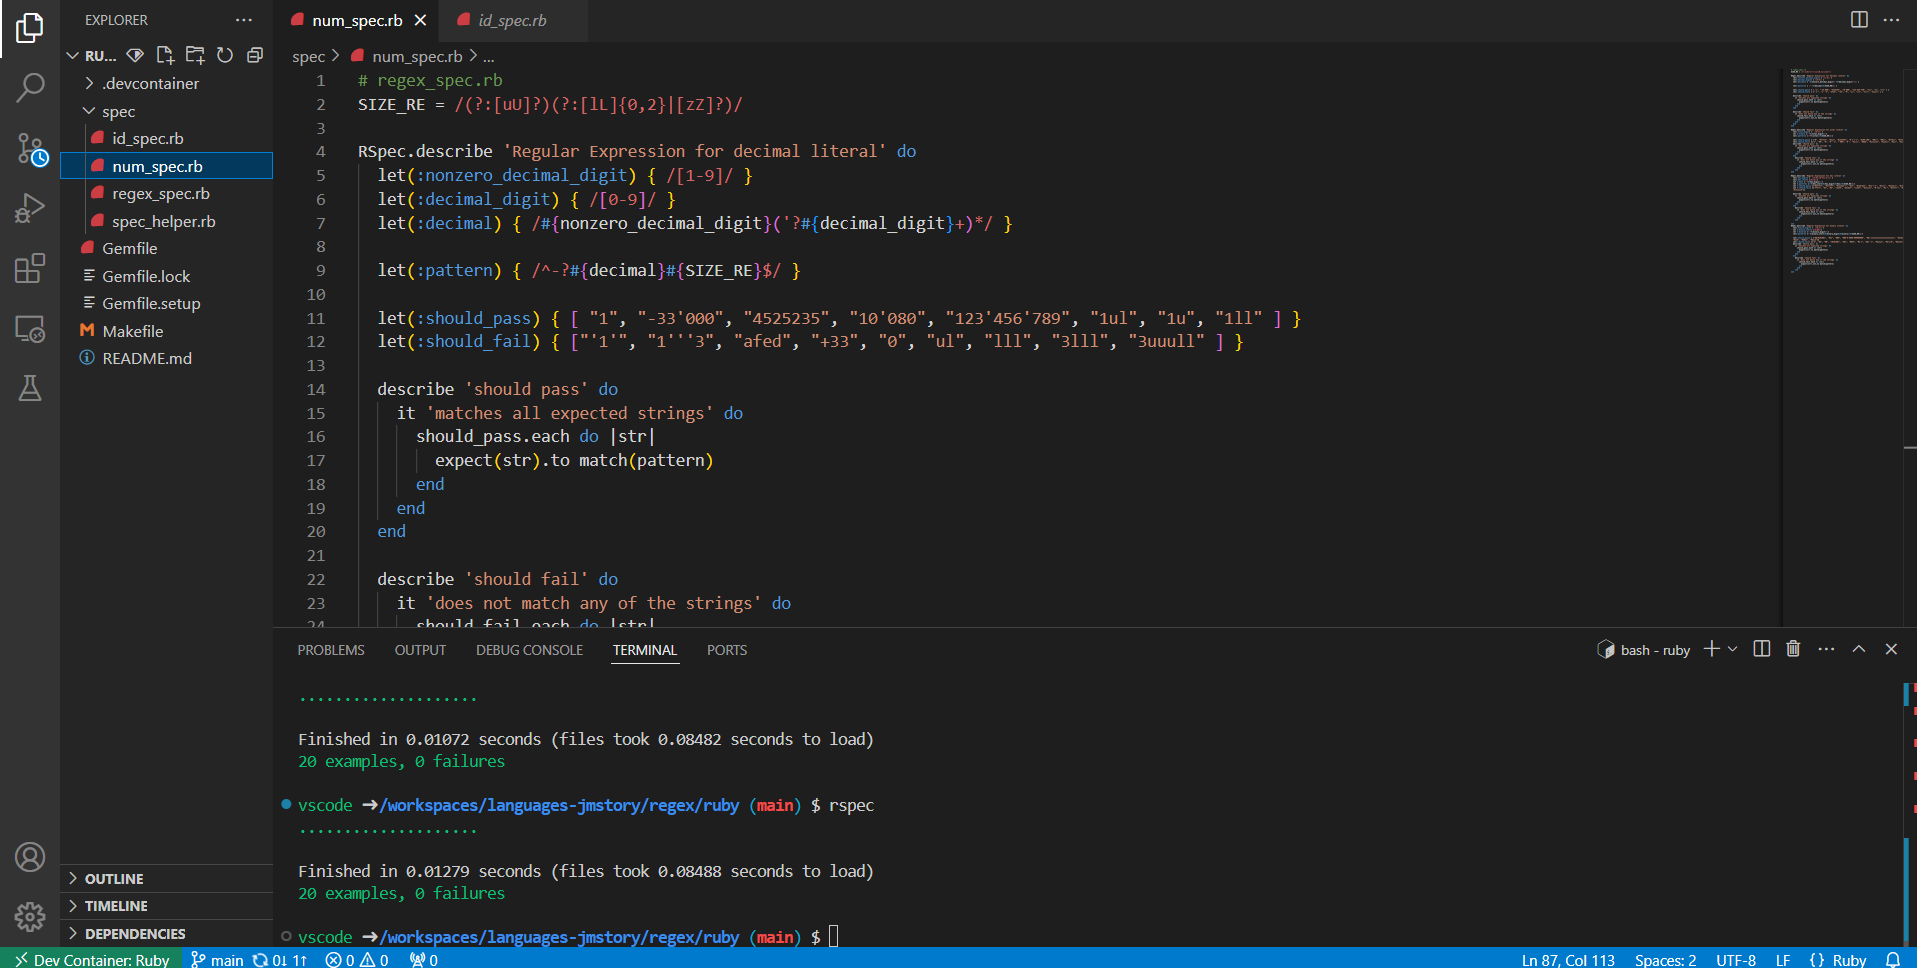 EXPLORER
RU...
.devcontainer
spec
id_spec.rb
num_spec.rb
regex_spec.rb
spec_helper.rb
Gemfile
Gemfile.lock
Gemfile.setup
Makefile
README.md
OUTLINE
TIMELINE
DEPENDENCIES
num_spec.rb
id_spec.rb
spec > num_spec.rb > ...
1 # regex_spec.rb
2 SIZE_RE = /(?:[uU]?)(?:[lL]{0,2}|[zZ]?)/
3
4 RSpec.describe 'Regular Expression for decimal literal' do
5 let(:nonzero_decimal_digit) { /[1-9]/ }
6 let(:decimal_digit) { /[0-9]/ }
7 let(:decimal) { /#{nonzero_decimal_digit}('?#{decimal_digit}+)*/ }
8
9 let(:pattern) { /^-?#{decimal}#{SIZE_RE}$/ }
10
11 let(:should_pass) { [ "1", "-33'000", "4525235", "10'080", "123'456'789", "1ul", "1u", "1ll" ] }
12 let(:should_fail) { ["'1'", "1'''3", "afed", "+33", "0", "ul", "lll", "3lll", "3uuull" ] }
13
14 describe 'should pass' do
15 it 'matches all expected strings' do
16 should_pass.each do |str|
17 expect(str).to match(pattern)
18 end
19 end
20 end
21
22 describe 'should fail' do
23 it 'does not match any of the strings' do
24 should_fail.each do |str|
PROBLEMS OUTPUT DEBUG CONSOLE TERMINAL PORTS
bash - ruby
....................
Finished in 0.01072 seconds (files took 0.08482 seconds to load)
20 examples, 0 failures
vscode ➜/workspaces/languages-jmstory/regex/ruby (main) $ rspec
....................
Finished in 0.01279 seconds (files took 0.08488 seconds to load)
20 examples, 0 failures
vscode ➜/workspaces/languages-jmstory/regex/ruby (main) $
Dev Container: Ruby main 0↓ 1↑ 0 0 0 Ln 87, Col 113 Spaces: 2 UTF-8 LF {} Ruby